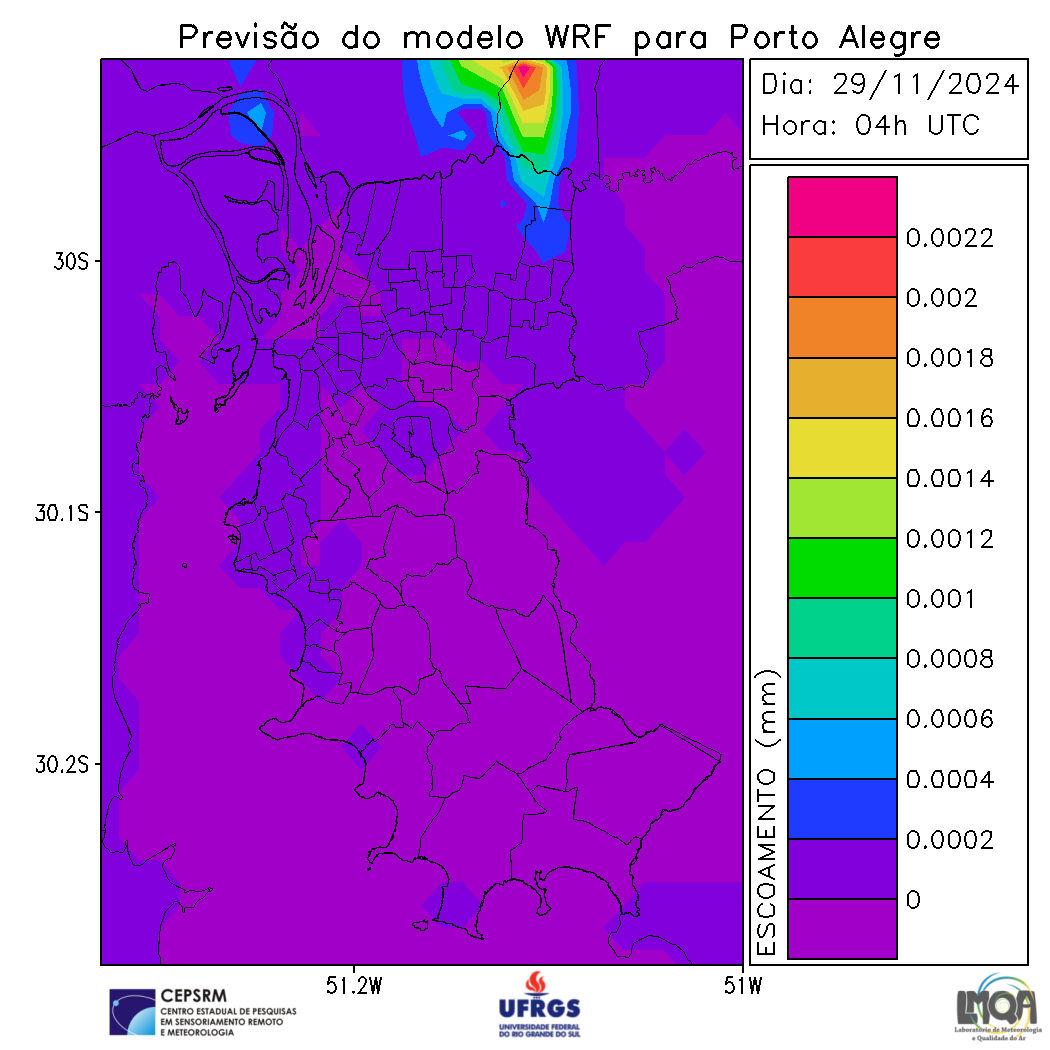 Previsão do modelo WRF para Porto Alegre
Dia: 29/11/2024
Hora: 04h UTC
30S
30.1S
30.2S
51.2W
51W
ESCOAMENTO (mm)
0.0022
0.002
0.0018
0.0016
0.0014
0.0012
0.001
0.0008
0.0006
0.0004
0.0002
0
CEPSRM
CENTRO ESTADUAL DE PESQUISAS
EM SENSORIAMENTO REMOTO
E METEOROLOGIA
UFRGS
UNIVERSIDADE FEDERAL
DO RIO GRANDE DO SUL
LMQA
Laboratório de Meteorologia
e Qualidade do Ar